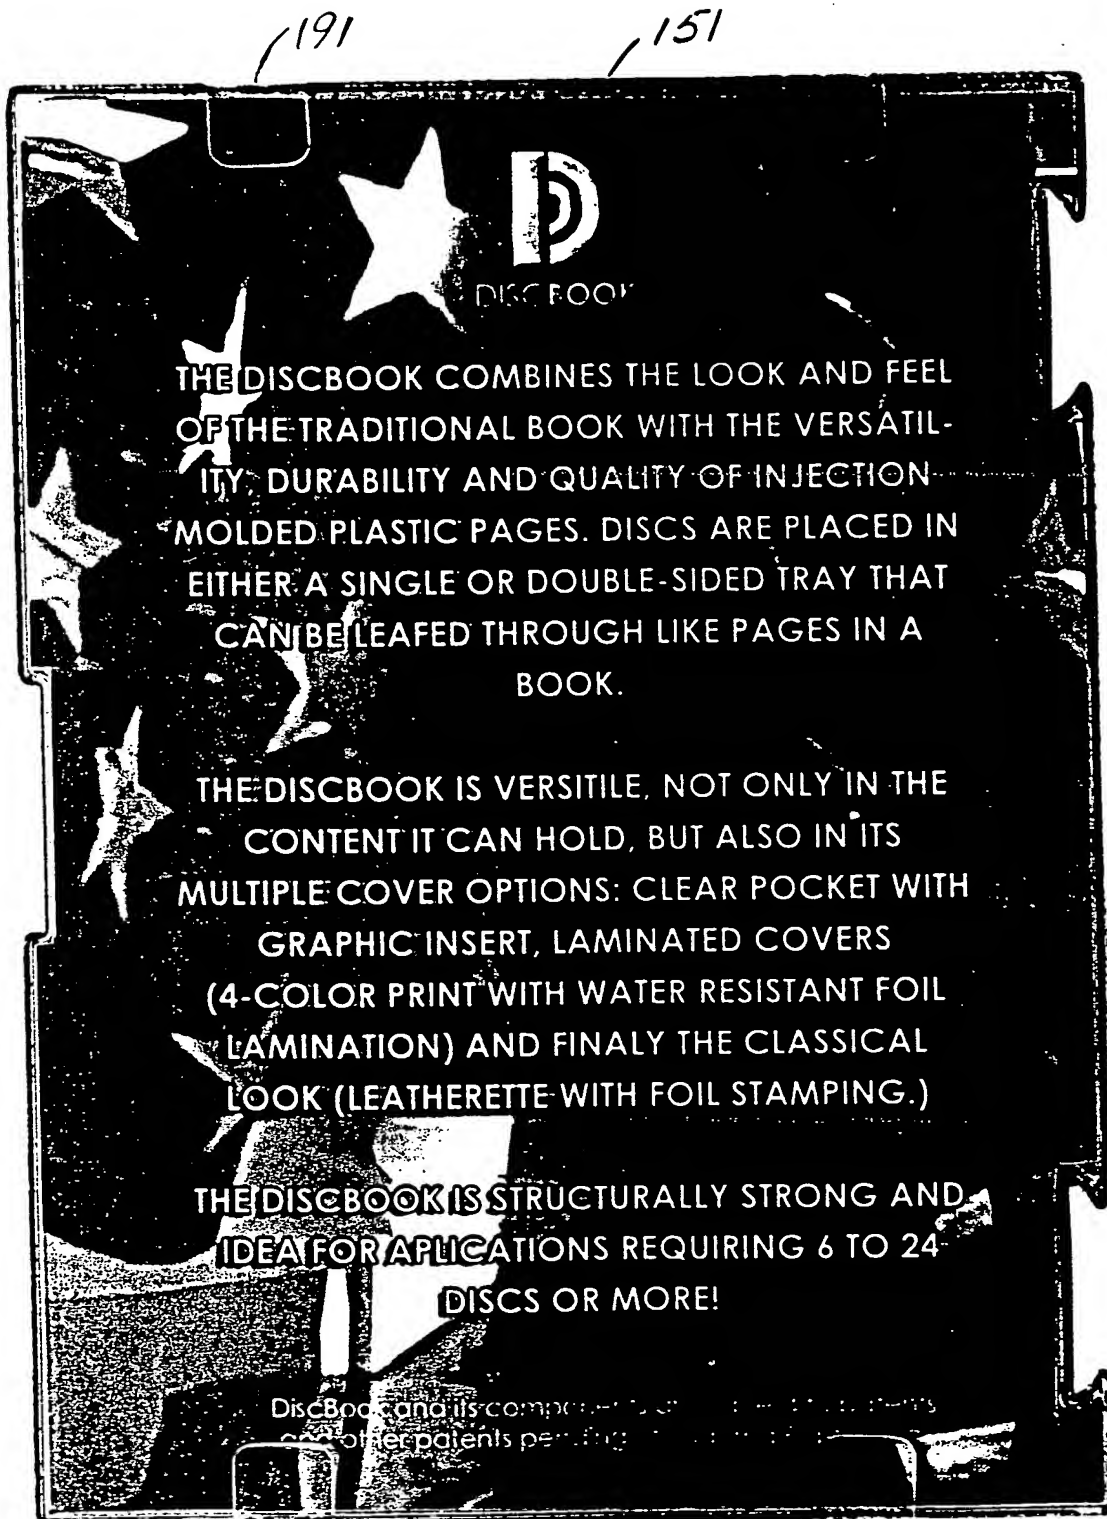 191 151
DISCBOOK
THE DISCBOOK COMBINES THE LOOK AND FEEL
OF THE TRADITIONAL BOOK WITH THE VERSATIL-
ITY, DURABILITY AND QUALITY OF INJECTION
MOLDED PLASTIC PAGES. DISCS ARE PLACED IN
EITHER A SINGLE OR DOUBLE-SIDED TRAY THAT
CAN BE LEAFED THROUGH LIKE PAGES IN A
BOOK.
THE DISCBOOK IS VERSITILE, NOT ONLY IN THE
CONTENT IT CAN HOLD, BUT ALSO IN ITS
MULTIPLE COVER OPTIONS: CLEAR POCKET WITH
GRAPHIC INSERT, LAMINATED COVERS
(4-COLOR PRINT WITH WATER RESISTANT FOIL
LAMINATION) AND FINALY THE CLASSICAL
LOOK (LEATHERETTE WITH FOIL STAMPING.)
THE DISCBOOK IS STRUCTURALLY STRONG AND
IDEA FOR APLICATIONS REQUIRING 6 TO 24
DISCS OR MORE!
DiscBook and its components
and other patents pending